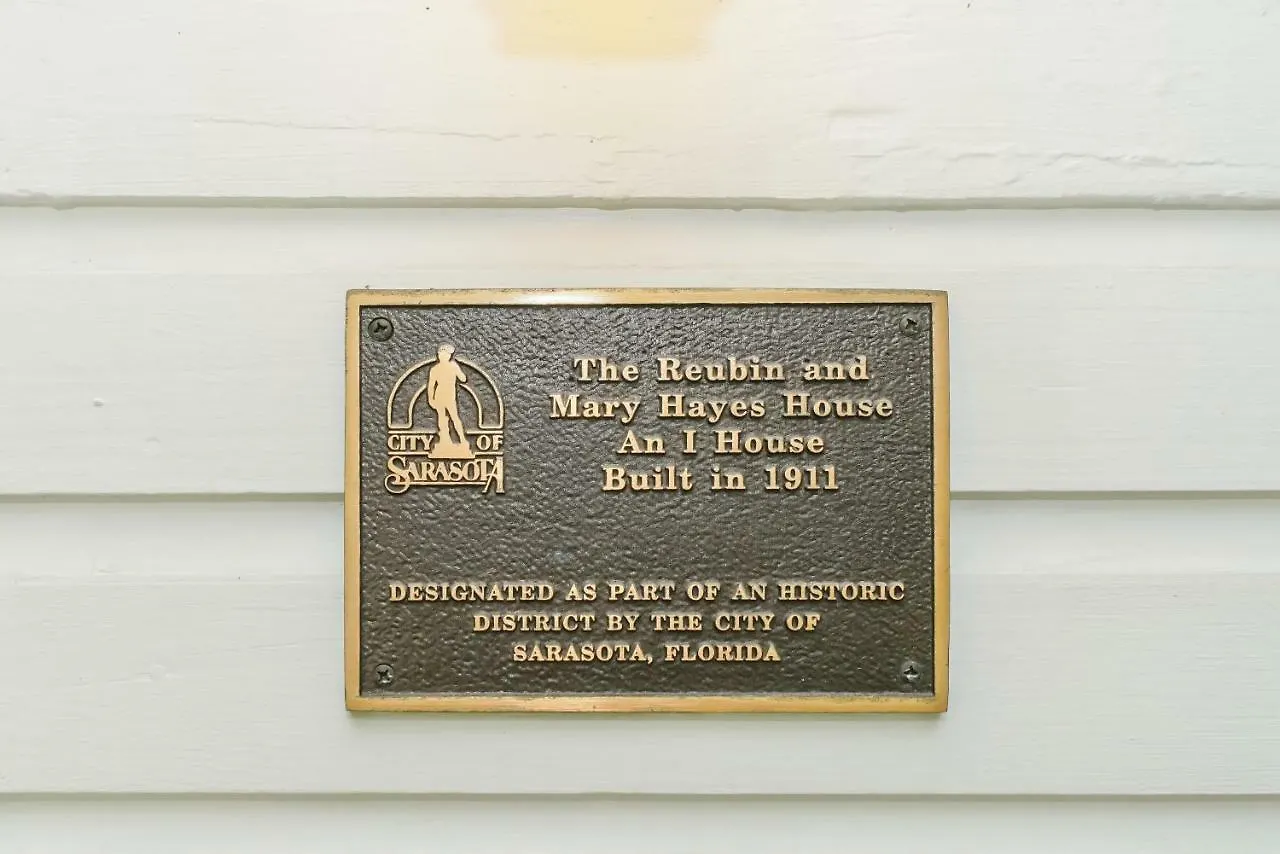 CITY OF
SARASOTA
The Reubin and
Mary Hayes House
An I House
Built in 1911
DESIGNATED AS PART OF AN HISTORIC
DISTRICT BY THE CITY OF
SARASOTA, FLORIDA